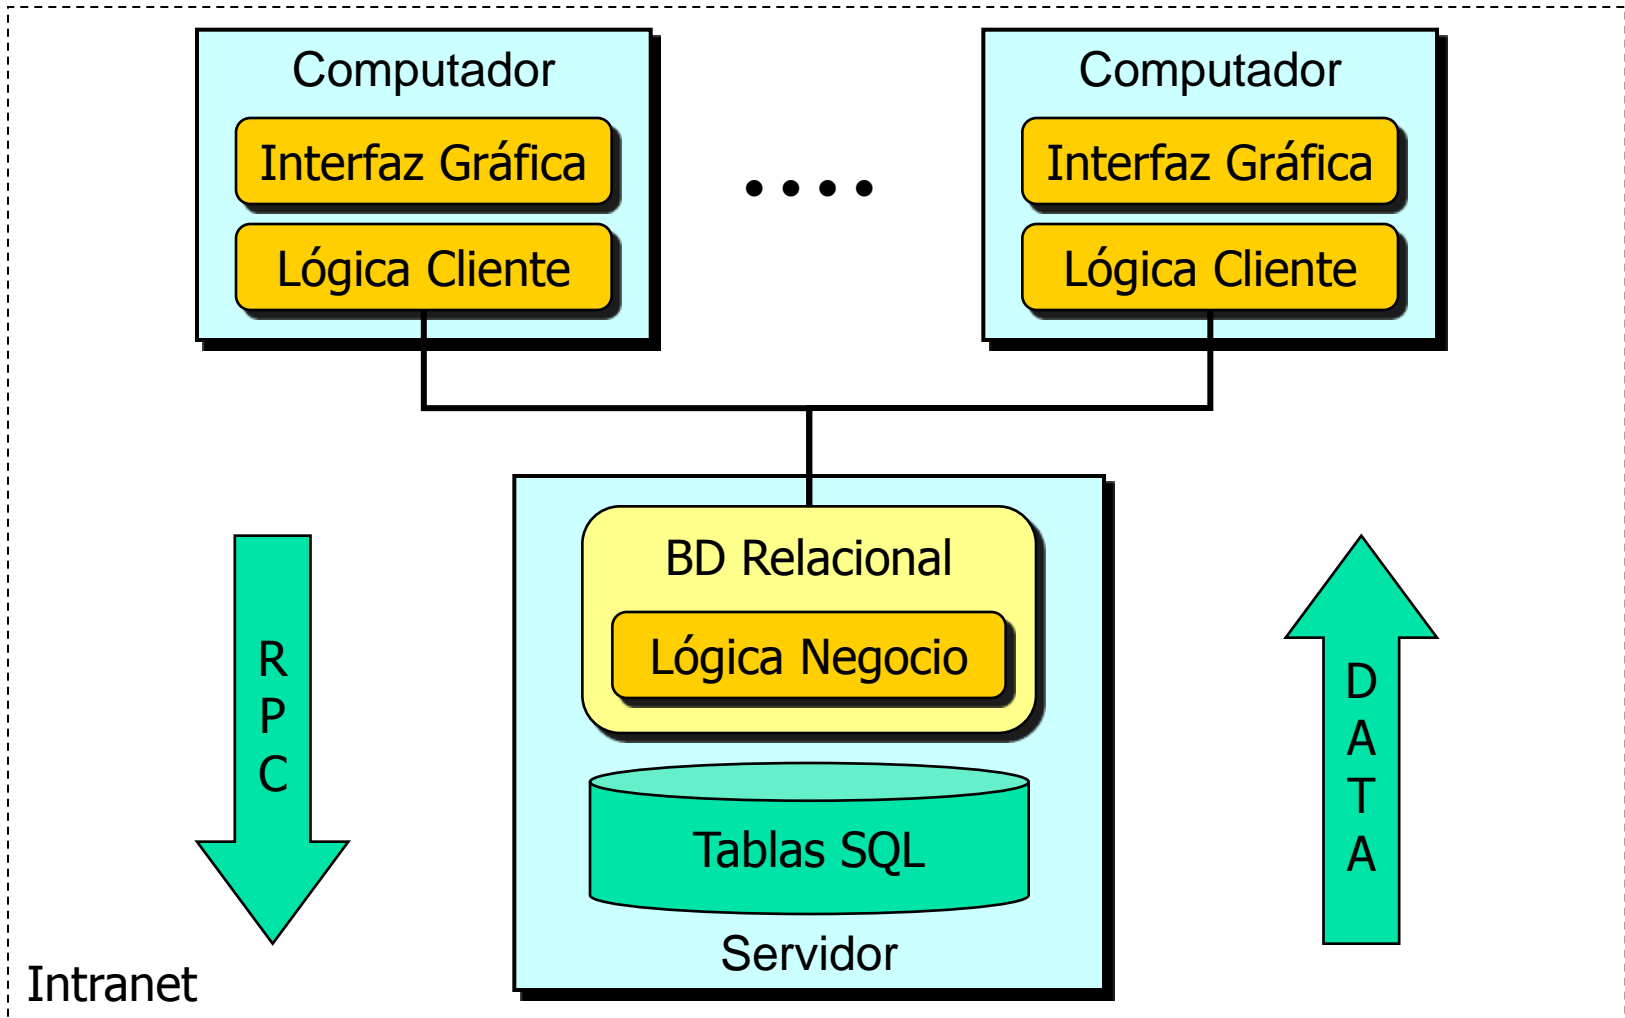 Computador
Interfaz Gráfica
Lógica Cliente
Computador
Interfaz Gráfica
Lógica Cliente
BD Relacional
Lógica Negocio
Tablas SQL
Servidor
R
P
C
D
A
T
A
Intranet